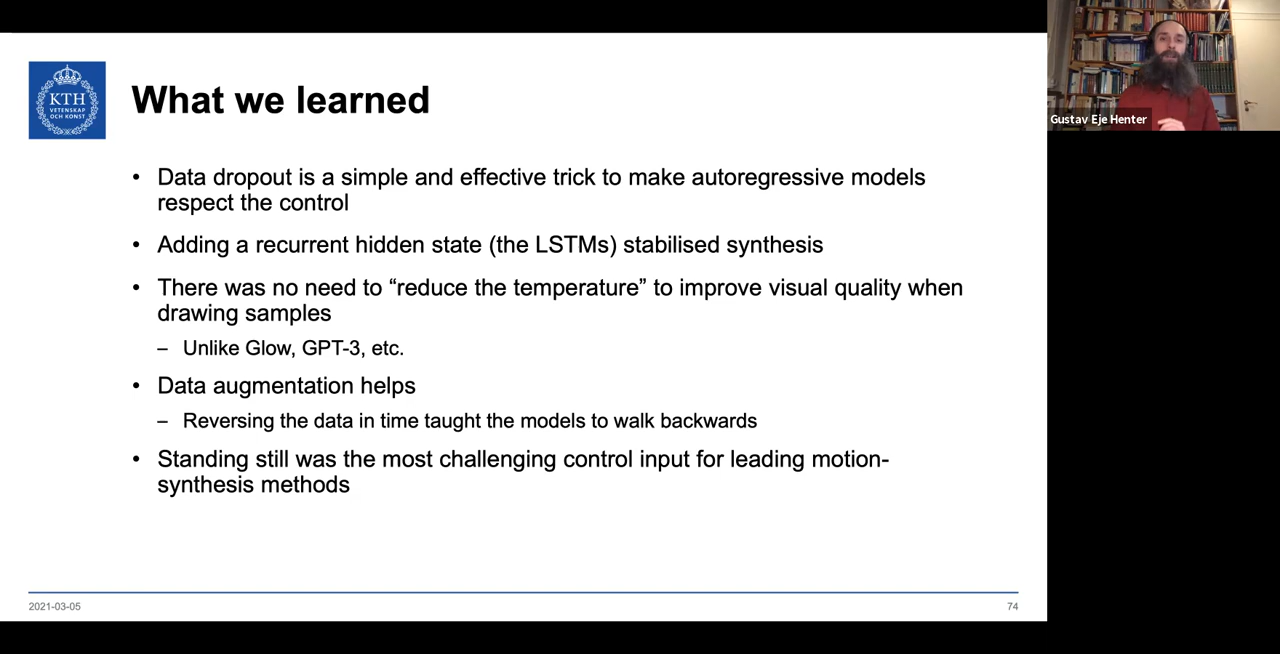 KTH
VETENSKAP
OCH KONST
What we learned
• Data dropout is a simple and effective trick to make autoregressive models
respect the control
• Adding a recurrent hidden state (the LSTMs) stabilised synthesis
• There was no need to “reduce the temperature” to improve visual quality when
drawing samples
– Unlike Glow, GPT-3, etc.
• Data augmentation helps
– Reversing the data in time taught the models to walk backwards
• Standing still was the most challenging control input for leading motion-
synthesis methods
2021-03-05
74
Gustav Eje Henter